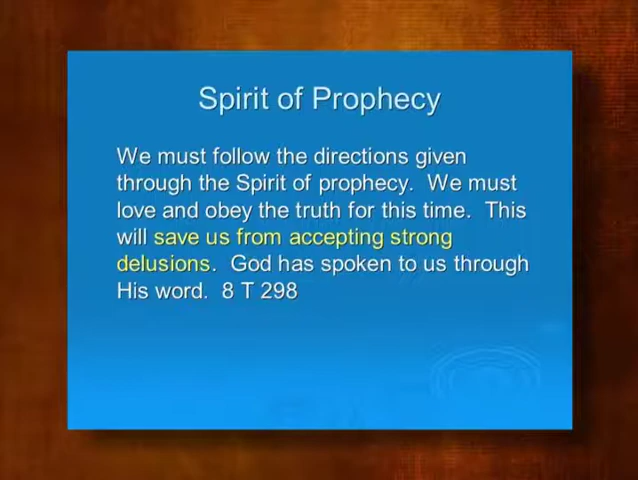 Spirit of Prophecy
We must follow the directions given
through the Spirit of prophecy.  We must
love and obey the truth for this time.  This
will save us from accepting strong
delusions.  God has spoken to us through
His word.  8 T 298